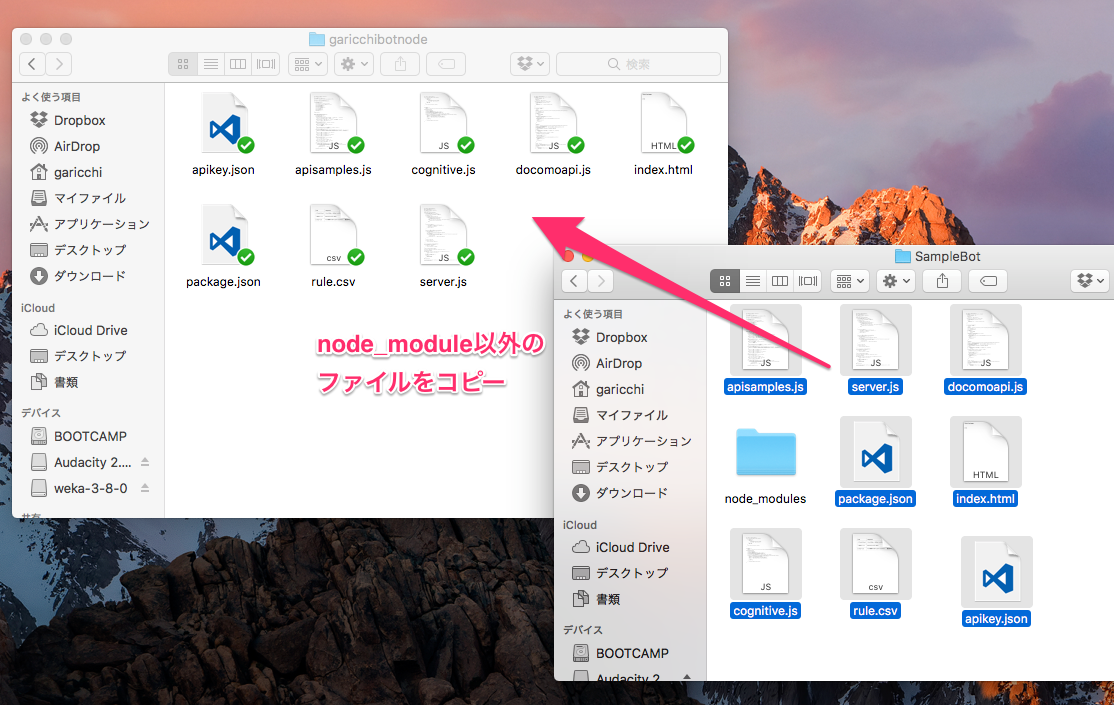 garicchibotnode
検索
よく使う項目
Dropbox
AirDrop
garicchi
マイファイル
アプリケーション
デスクトップ
ダウンロード
iCloud
iCloud Drive
デスクトップ
書類
デバイス
BOOTCAMP
Audacity 2....
weka-3-8-0
共有
JS
JS
JS
HTML
apikey.json
apisamples.js
cognitive.js
docomoapi.js
index.html
csv
JS
package.json
rule.csv
server.js
node_module以外の
ファイルをコピー
SampleBot
よく使う項目
Dropbox
AirDrop
garicchi
マイファイル
アプリケーション
デスクトップ
ダウンロード
iCloud
iCloud Drive
デスクトップ
書類
デバイス
BOOTCAMP
Audacity 2
JS
JS
JS
apisamples.js
server.js
docomoapi.js
HTML
node_modules
package.json
index.html
JS
csv
cognitive.js
rule.csv
apikey.json